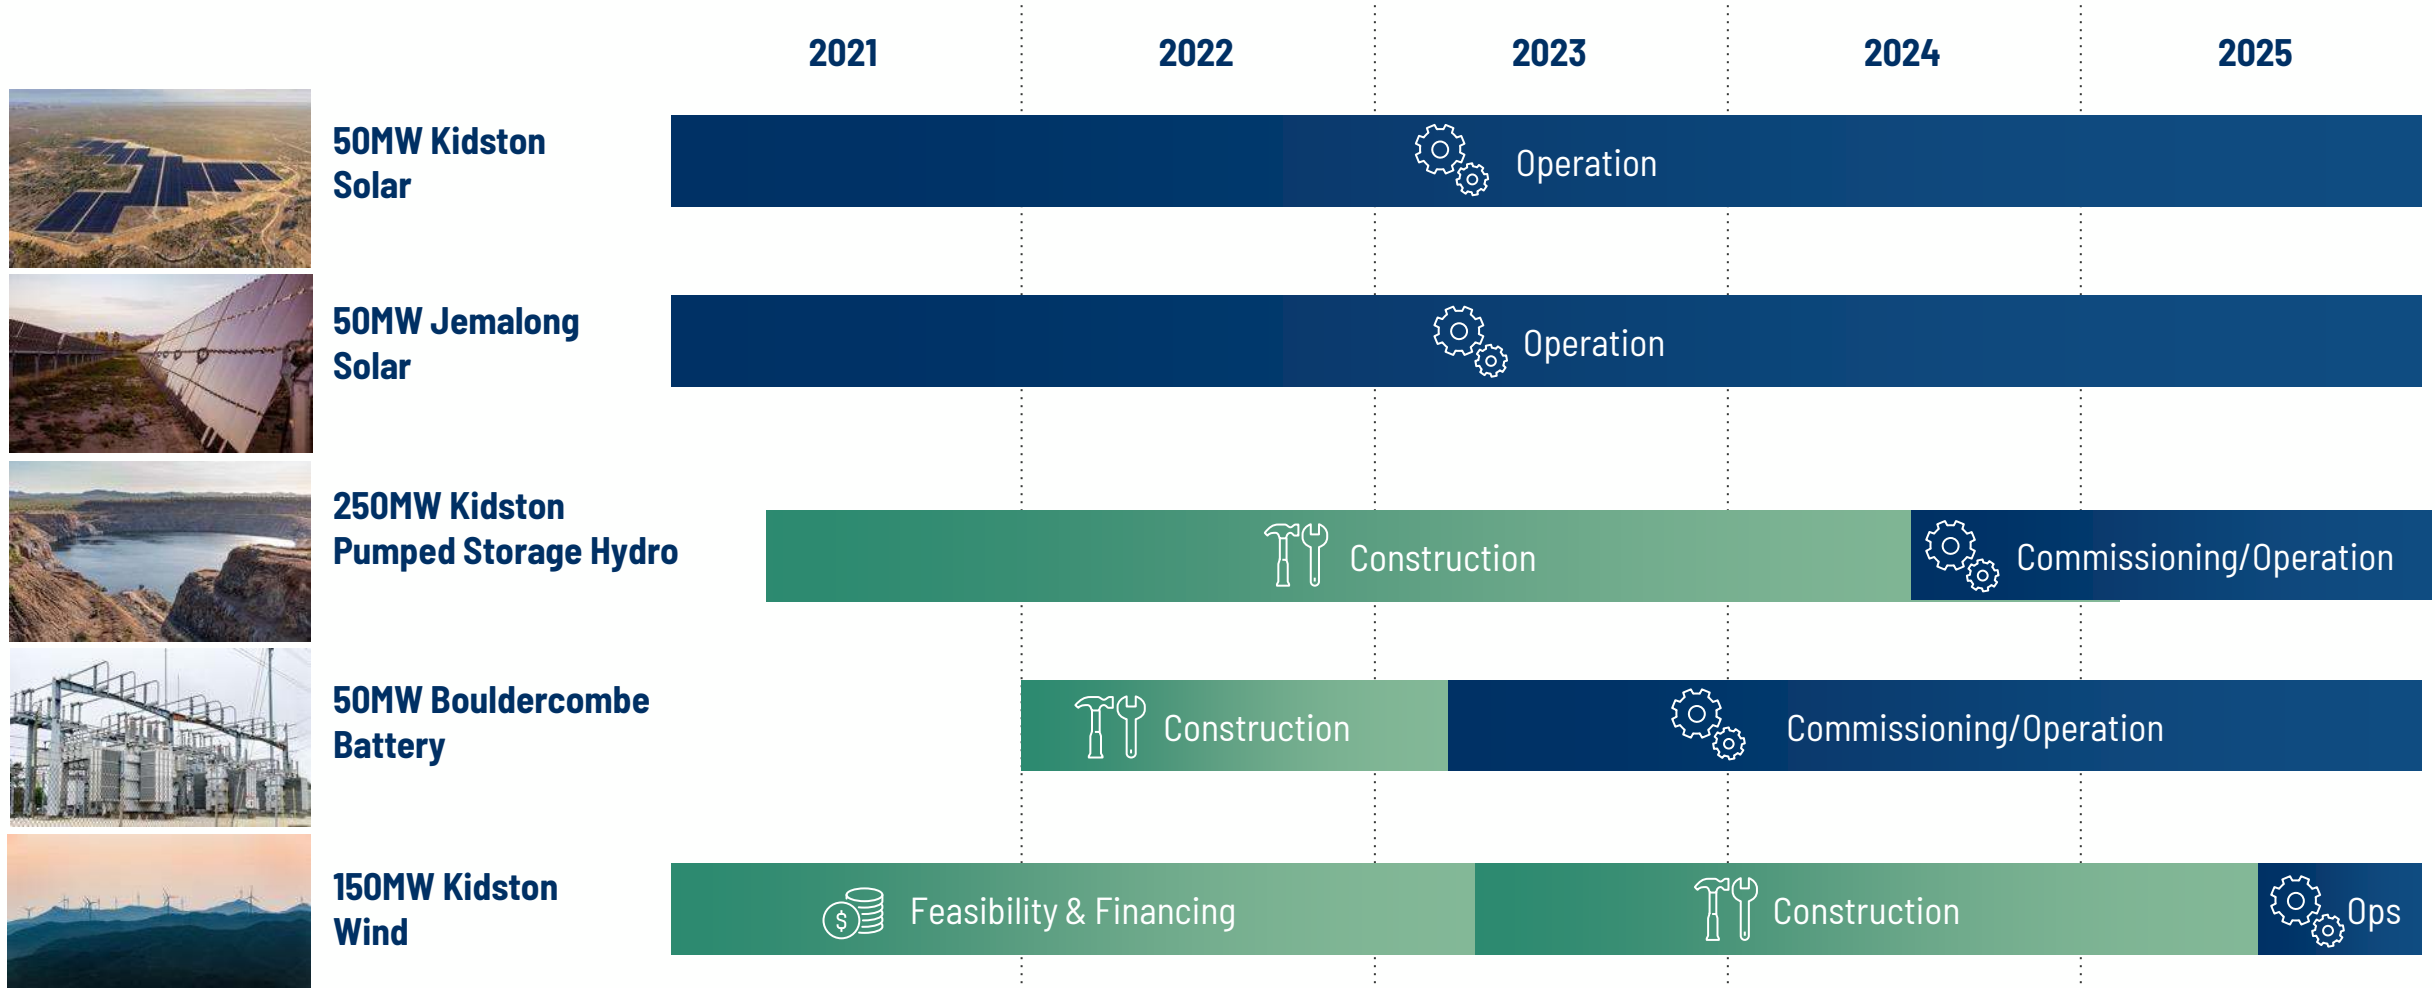 2021 2022 2023 2024 2025
50MW Kidston
Solar
Operation
50MW Jemalong
Solar
Operation
250MW Kidston
Pumped Storage Hydro
Construction
Commissioning/Operation
50MW Bouldercombe
Battery
Construction
Commissioning/Operation
150MW Kidston
Wind
$ Feasibility & Financing
Construction
Ops